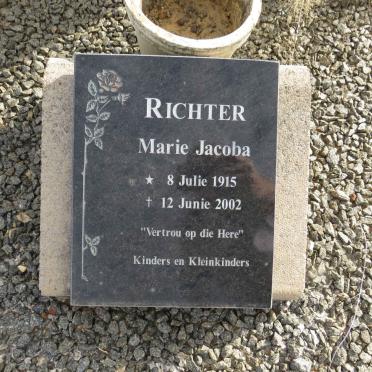 RICHTER
Marie Jacoba
★ 8 Julie 1915
† 12 Junie 2002
"Vertrou op die Here"
Kinders en Kleinkinders